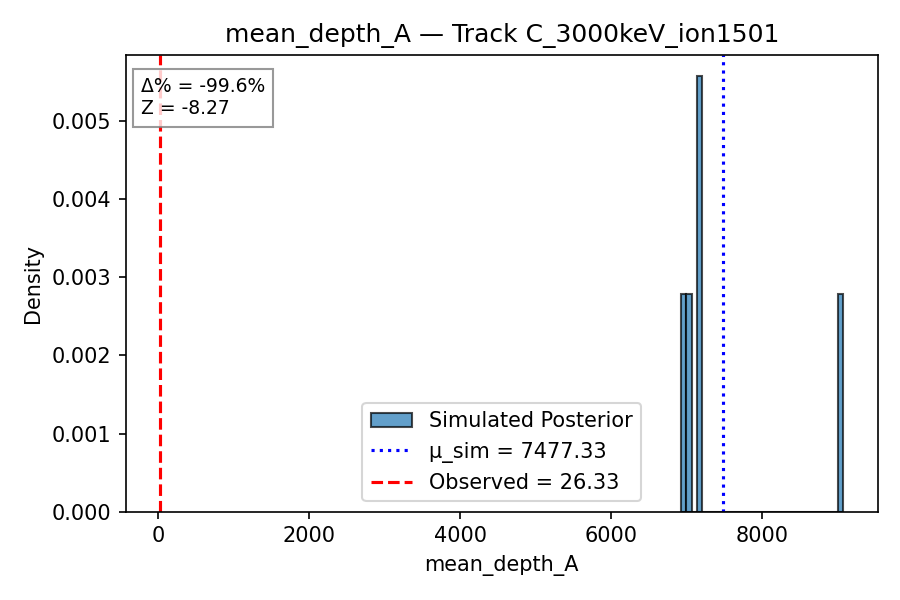 mean_depth_A — Track C_3000keV_ion1501
Δ% = -99.6%
Z = -8.27
Density
0.005
0.004
0.003
0.002
0.001
0.000
Simulated Posterior
μ_sim = 7477.33
Observed = 26.33
0
2000
4000
6000
8000
mean_depth_A